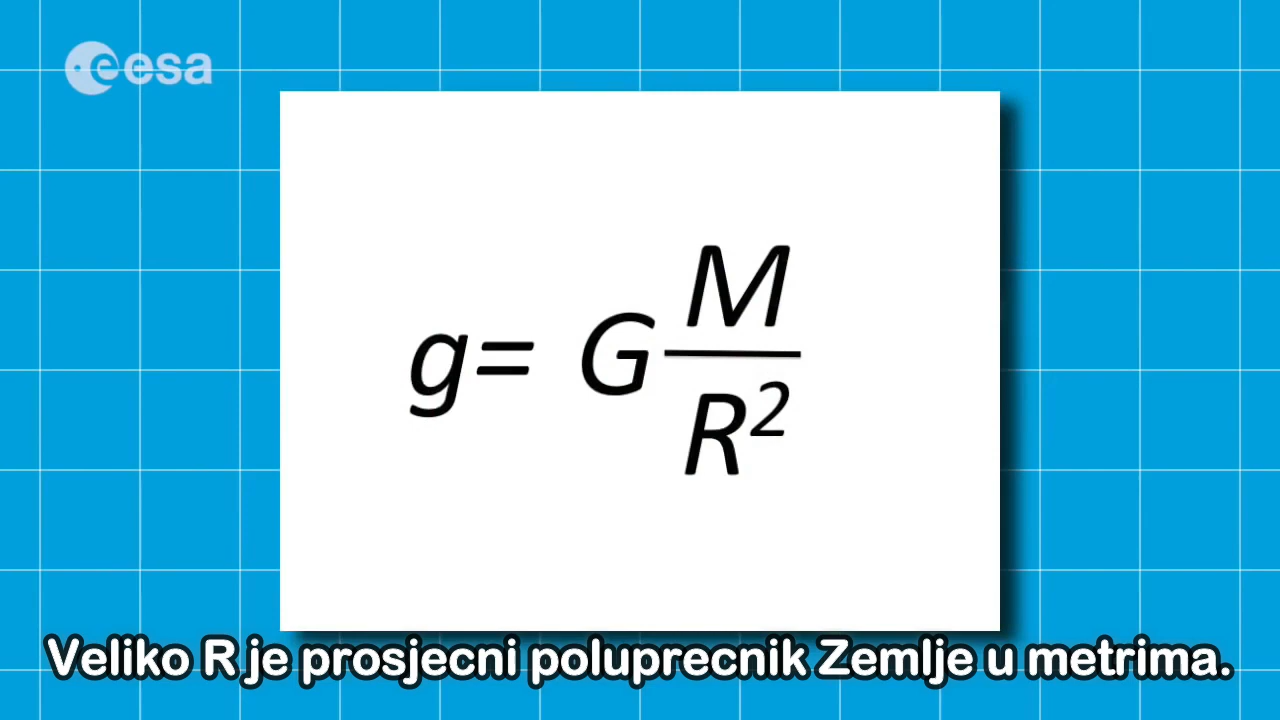 esa
g= G M
R²
Veliko R je prosjecni poluprecnik Zemlje u metrima.